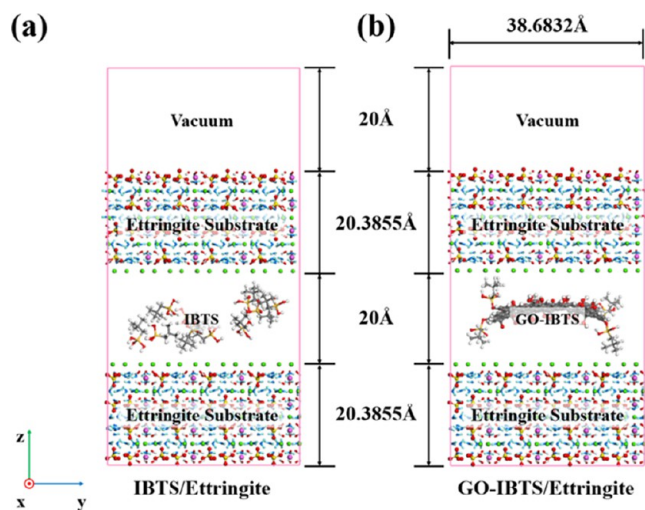 (a)
(b)
38.6832Å
Vacuum
20Å
Vacuum
Ettringite Substrate
20.3855Å
Ettringite Substrate
IBTS
20Å
GO-IBTS
Ettringite Substrate
20.3855Å
Ettringite Substrate
z
x
y
IBTS/Ettringite
GO-IBTS/Ettringite